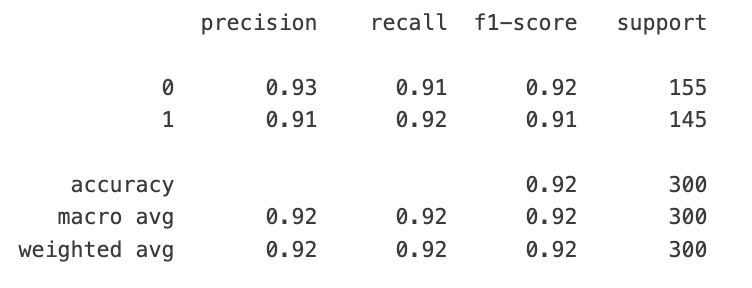 precision recall f1-score support
0 0.93 0.91 0.92 155
1 0.91 0.92 0.91 145
accuracy 0.92 300
macro avg 0.92 0.92 0.92 300
weighted avg 0.92 0.92 0.92 300